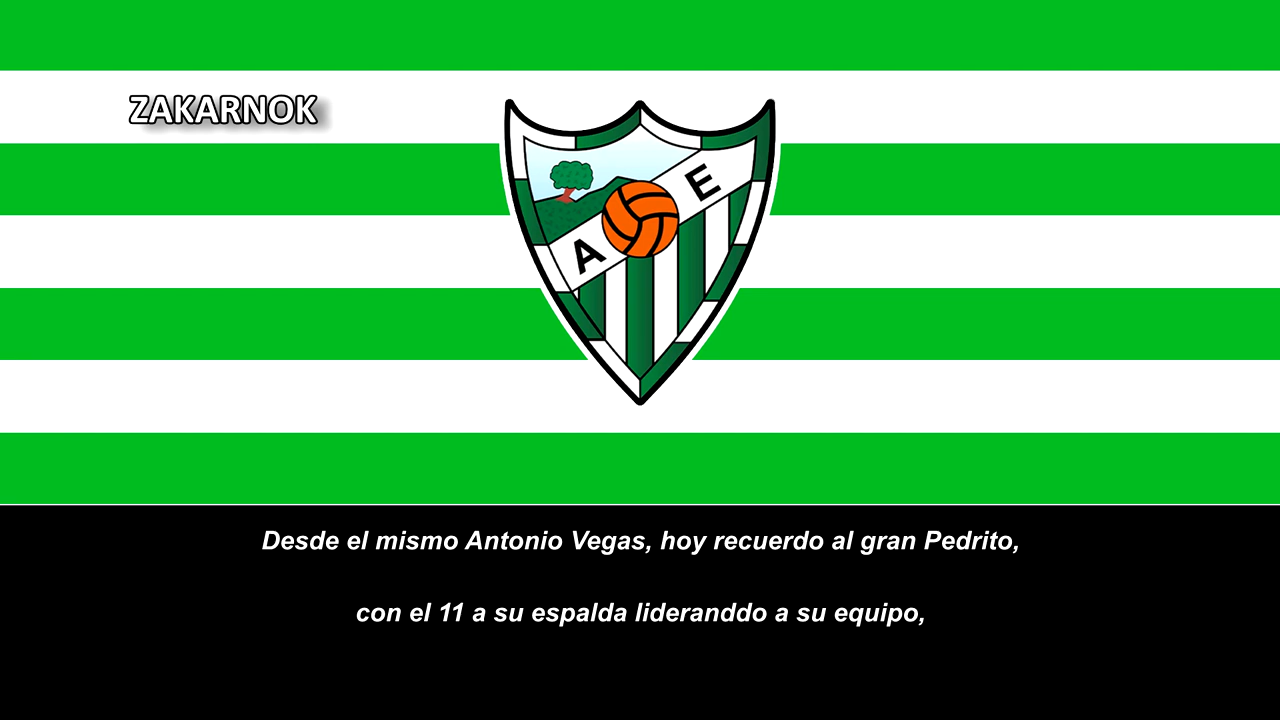 ZAKARNOK
A E
Desde el mismo Antonio Vegas, hoy recuerdo al gran Pedrito,
con el 11 a su espalda lideranddo a su equipo,